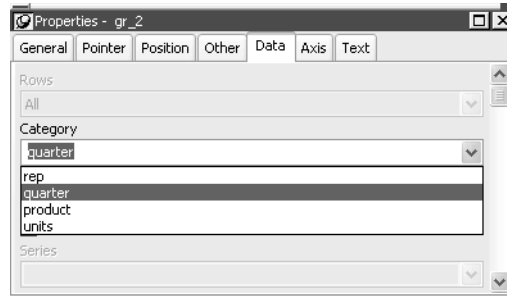 Properties - gr_2
General Pointer Position Other Data Axis Text
Rows
All
Category
quarter
rep
quarter
product
units
Series